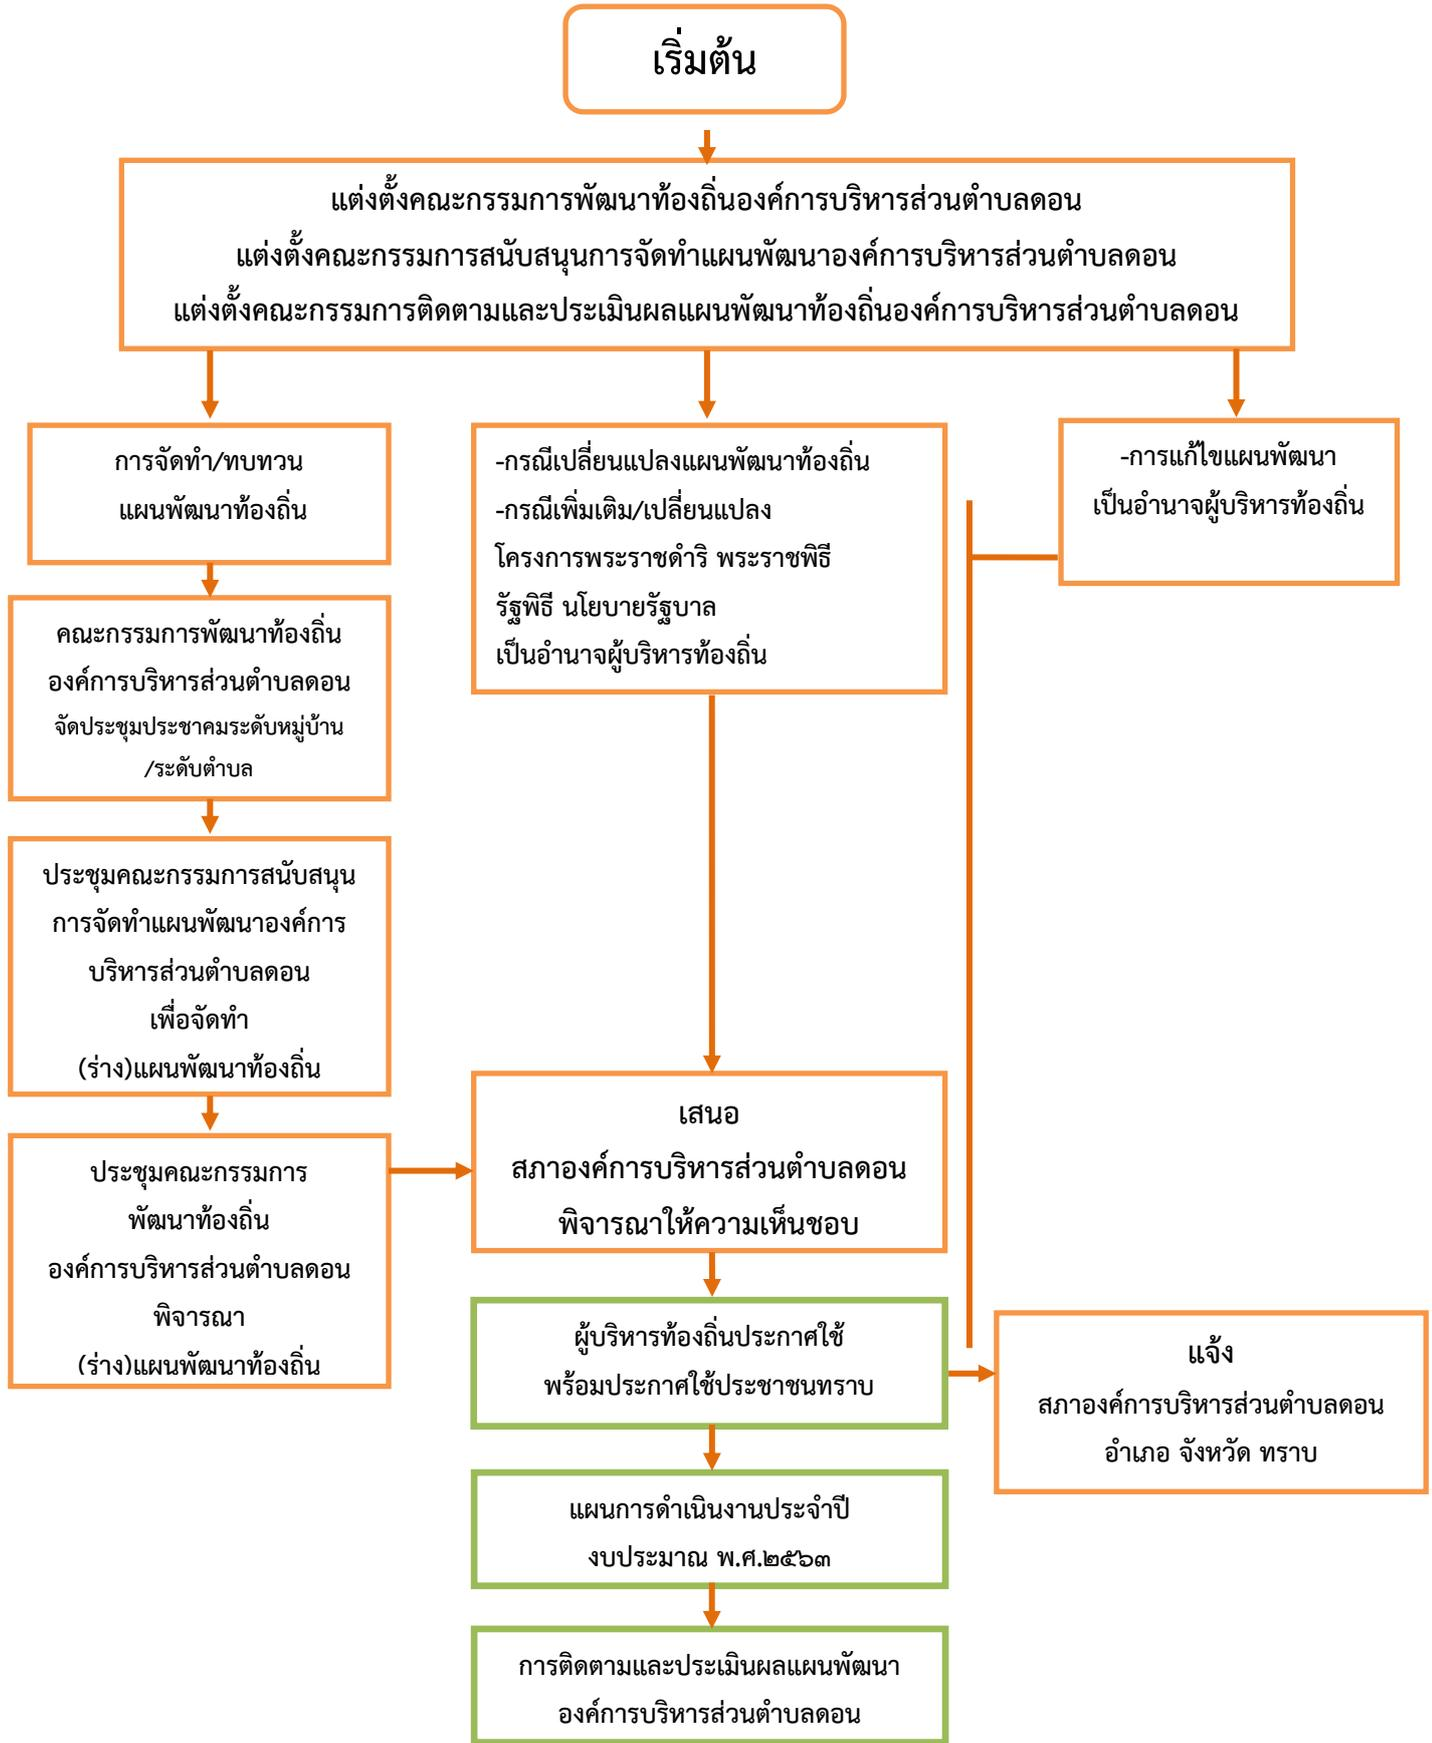 เริ่มต้น
แต่งตั้งคณะกรรมการพัฒนาท้องถิ่นองค์การบริหารส่วนตำบลดอน
แต่งตั้งคณะกรรมการสนับสนุนการจัดทำแผนพัฒนาองค์การบริหารส่วนตำบลดอน
แต่งตั้งคณะกรรมการติดตามและประเมินผลแผนพัฒนาท้องถิ่นองค์การบริหารส่วนตำบลดอน
การจัดทำ/ทบทวน
แผนพัฒนาท้องถิ่น
คณะกรรมการพัฒนาท้องถิ่น
องค์การบริหารส่วนตำบลดอน
จัดประชุมประชาคมระดับหมู่บ้าน
/ระดับตำบล
ประชุมคณะกรรมการสนับสนุน
การจัดทำแผนพัฒนาองค์การ
บริหารส่วนตำบลดอน
เพื่อจัดทำ
(ร่าง)แผนพัฒนาท้องถิ่น
ประชุมคณะกรรมการ
พัฒนาท้องถิ่น
องค์การบริหารส่วนตำบลดอน
พิจารณา
(ร่าง)แผนพัฒนาท้องถิ่น
-กรณีเปลี่ยนแปลงแผนพัฒนาท้องถิ่น
-กรณีเพิ่มเติม/เปลี่ยนแปลง
โครงการพระราชดำริ พระราชพิธี
รัฐพิธี นโยบายรัฐบาล
เป็นอำนาจผู้บริหารท้องถิ่น
-การแก้ไขแผนพัฒนา
เป็นอำนาจผู้บริหารท้องถิ่น
เสนอ
สภาองค์การบริหารส่วนตำบลดอน
พิจารณาให้ความเห็นชอบ
ผู้บริหารท้องถิ่นประกาศใช้
พร้อมประกาศใช้ประชาชนทราบ
แจ้ง
สภาองค์การบริหารส่วนตำบลดอน
อำเภอ จังหวัด ทราบ
แผนการดำเนินงานประจำปี
งบประมาณ พ.ศ.๒๕๖๓
การติดตามและประเมินผลแผนพัฒนา
องค์การบริหารส่วนตำบลดอน